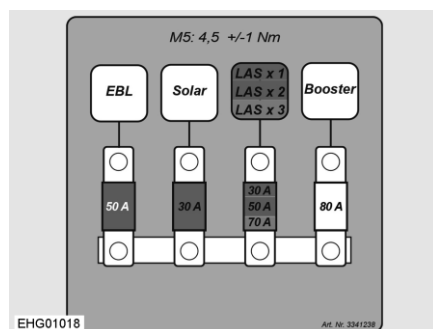 M5: 4,5 +/-1 Nm
EBL
Solar
LAS x 1
LAS x 2
LAS x 3
Booster
50 A
30 A
30 A
50 A
70 A
80 A
EHG01018
Art. Nr. 3341238